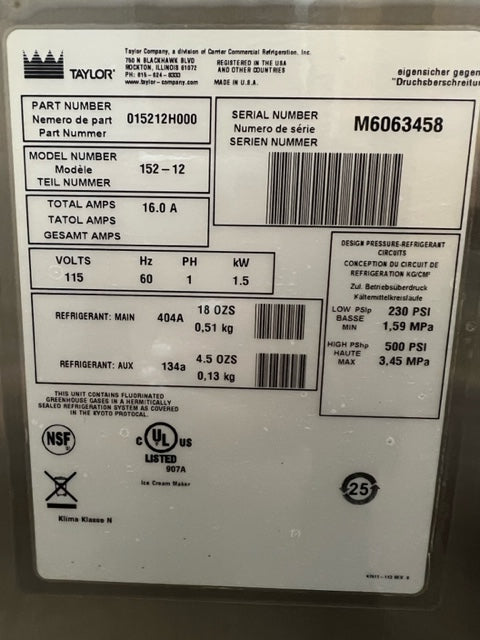 TAYLOR®
Taylor Company, a division of Carrier Commercial Refrigeration, Inc.
750 N BLACKHAWK BLVD
ROCKTON, ILLINOIS 61072
PH: 815-624-8333
www.taylor-company.com
REGISTERED IN THE USA
AND OTHER COUNTRIES
MADE IN U.S.A.
eigensicher gegen
"Druchsberschreitu
PART NUMBER
Nemero de part
Part Nummer
015212H000
SERIAL NUMBER
Numero de série
SERIEN NUMMER
M6063458
MODEL NUMBER
Modèle
TEIL NUMMER
152-12
TOTAL AMPS
TATOL AMPS
GESAMT AMPS
16.0 A
VOLTS Hz PH kW
115 60 1 1.5
REFRIGERANT: MAIN 404A
18 OZS
0,51 kg
REFRIGERANT: AUX 134a
4.5 OZS
0,13 kg
DESIGN PRESSURE-REFRIGERANT
CIRCUITS
CONCEPTION DU CIRCUIT DE
REFRIGERATION KG/CM²
Zul. Betriebsüberdruck
Kältemittelkreislaufe
LOW PSIp
BASSE
MIN
230 PSI
1,59 MPa
HIGH PShp
HAUTE
MAX
500 PSI
3,45 MPa
THIS UNIT CONTAINS FLUORINATED
GREENHOUSE GASES IN A HERMITICALLY
SEALED REFRIGERATION SYSTEM AS COVERED
IN THE KYOTO PROTOCAL.
NSF
C UL US
LISTED
907A
Ice Cream Maker
25
Klima Klasse N